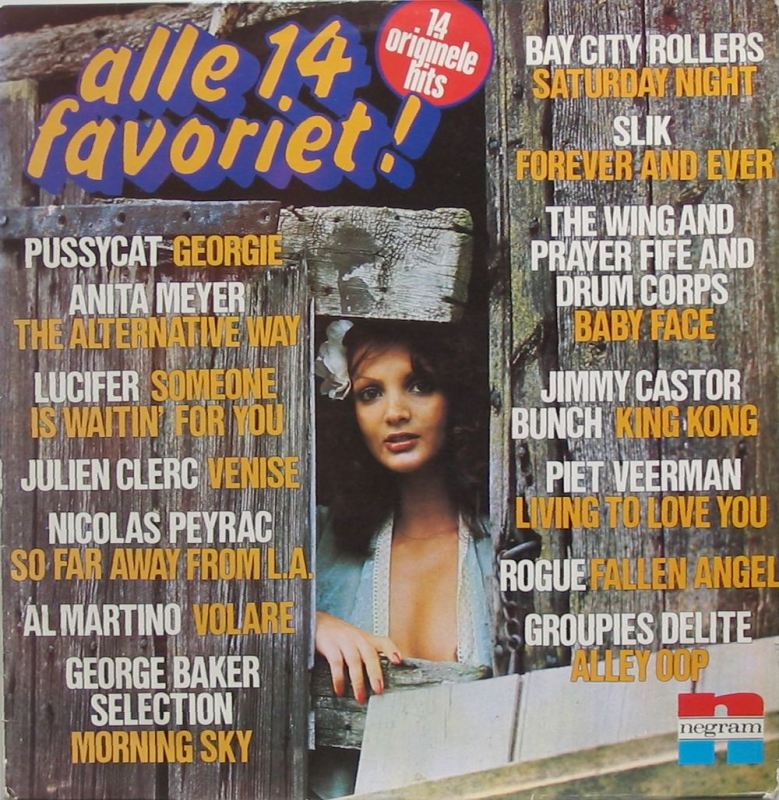 alle 14
favoriet!
14
originele
hits
PUSSYCAT GEORGIE
ANITA MEYER
THE ALTERNATIVE WAY
LUCIFER SOMEONE
IS WAITIN' FOR YOU
JULIEN CLERC VENISE
NICOLAS PEYRAC
SO FAR AWAY FROM L.A.
AL MARTINO VOLARE
GEORGE BAKER
SELECTION
MORNING SKY
BAY CITY ROLLERS
SATURDAY NIGHT
SLIK
FOREVER AND EVER
THE WING AND
PRAYER FIFE AND
DRUM CORPS
BABY FACE
JIMMY CASTOR
BUNCH KING KONG
PIET VEERMAN
LIVING TO LOVE YOU
ROGUE FALLEN ANGEL
GROUPIES DELITE
ALLEY OOP
negram